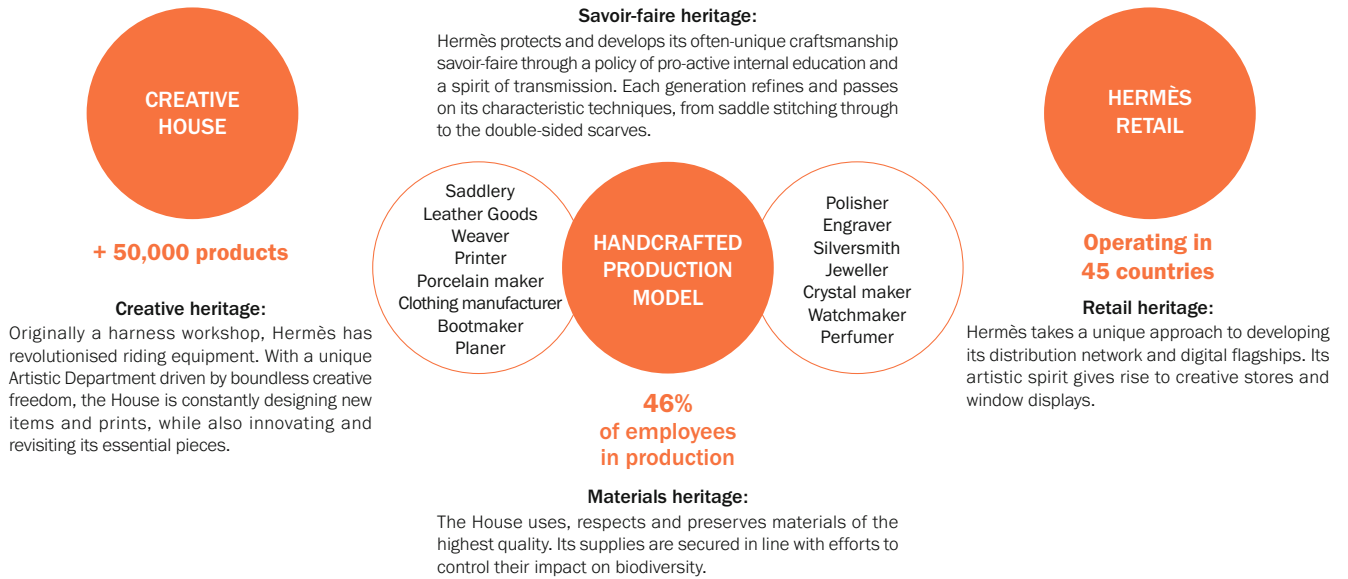 CREATIVE
HOUSE
+ 50,000 products
Creative heritage:
Originally a harness workshop, Hermès has
revolutionised riding equipment. With a unique
Artistic Department driven by boundless creative
freedom, the House is constantly designing new
items and prints, while also innovating and
revisiting its essential pieces.
Savoir-faire heritage:
Hermès protects and develops its often-unique craftsmanship
savoir-faire through a policy of pro-active internal education and
a spirit of transmission. Each generation refines and passes
on its characteristic techniques, from saddle stitching through
to the double-sided scarves.
Saddlery
Leather Goods
Weaver
Printer
Porcelain maker
Clothing manufacturer
Bootmaker
Planer
HANDCRAFTED
PRODUCTION
MODEL
Polisher
Engraver
Silversmith
Jeweller
Crystal maker
Watchmaker
Perfumer
46%
of employees
in production
Materials heritage:
The House uses, respects and preserves materials of the
highest quality. Its supplies are secured in line with efforts to
control their impact on biodiversity.
HERMÈS
RETAIL
Operating in
45 countries
Retail heritage:
Hermès takes a unique approach to developing
its distribution network and digital flagships. Its
artistic spirit gives rise to creative stores and
window displays.